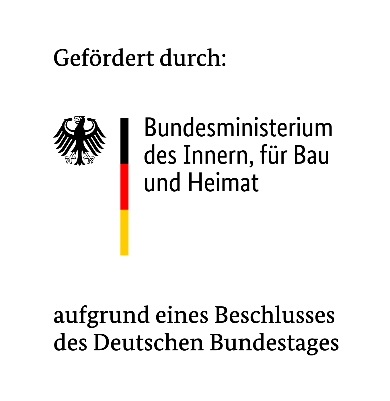 Gefördert durch:
Bundesministerium
des Innern, für Bau
und Heimat
aufgrund eines Beschlusses
des Deutschen Bundestages